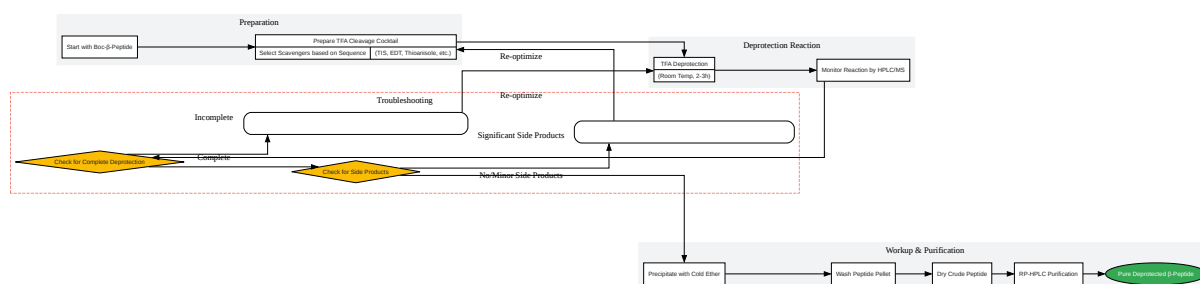 Preparation
Start with Boc-β-Peptide
Prepare TFA Cleavage Cocktail
Select Scavengers based on Sequence
(TIS, EDT, Thioanisole, etc.)
Re-optimize
Deprotection Reaction
TFA Deprotection
(Room Temp, 2-3h)
Monitor Reaction by HPLC/MS
Re-optimize
Troubleshooting
Incomplete
Significant Side Products
Check for Complete Deprotection
Complete
Check for Side Products
No/Minor Side Products
Workup & Purification
Precipitate with Cold Ether
Wash Peptide Pellet
Dry Crude Peptide
RP-HPLC Purification
Pure Deprotected β-Peptide